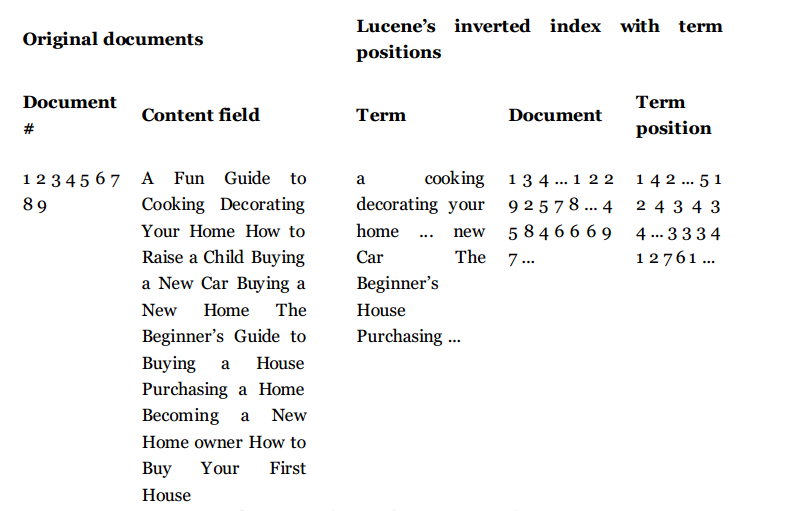 Original documents
Lucene's inverted index with term
positions
Document
#
Content field
Term
Document
Term
position
1 2 3 4 5 6 7
8 9
A Fun Guide to
Cooking Decorating
Your Home How to
Raise a Child Buying
a New Car Buying a
New Home The
Beginner's Guide to
Buying a House
Purchasing a Home
Becoming a New
Home owner How to
Buy Your First
House
a cooking
decorating your
home ... new
Car The
Beginner's
House
Purchasing ...
1 3 4 ... 1 2 2
9 2 5 7 8 ... 4
5 8 4 6 6 6 9
7 ...
1 4 2 ... 5 1
2 4 3 4 3
4 ... 3 3 3 4
1 2 7 6 1 ...